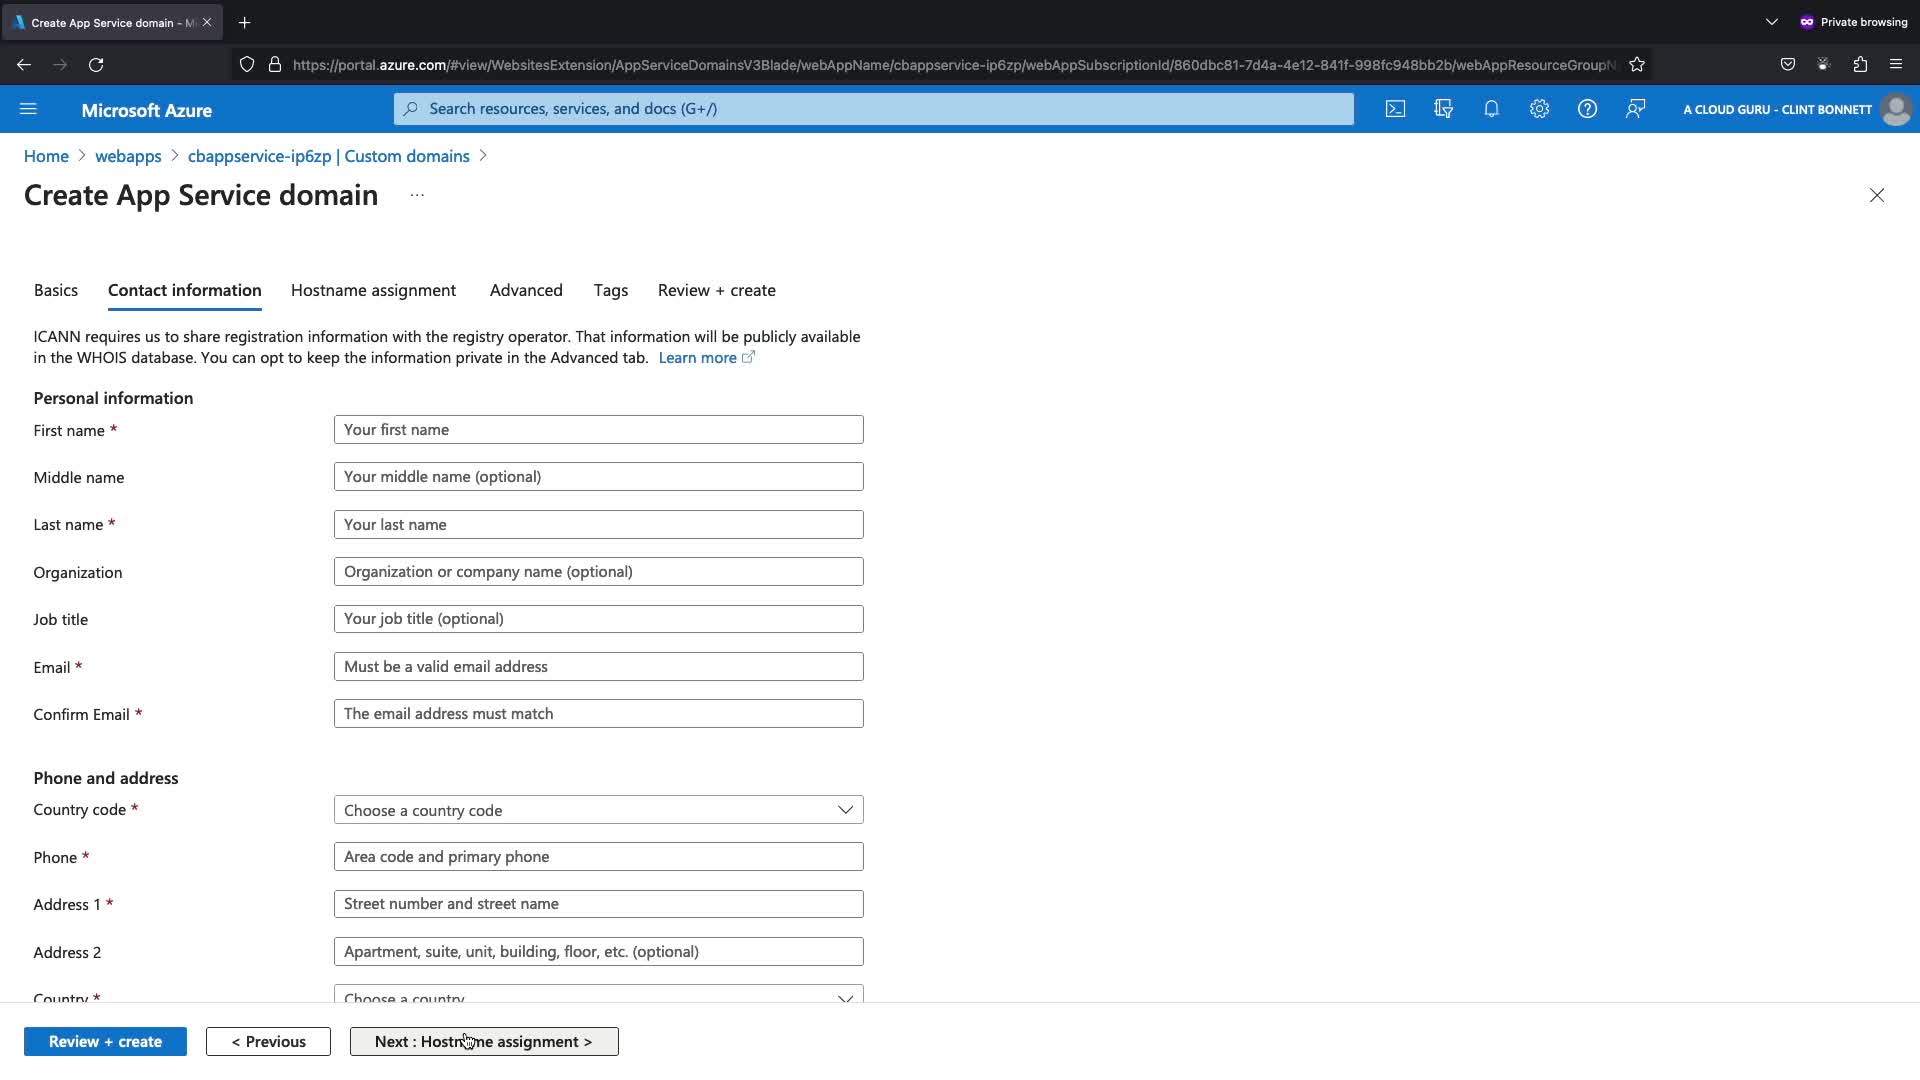 Create App Service domain - M
Private browsing
https://portal.azure.com/#view/WebsitesExtension/AppServiceDomainsV3Blade/webAppName/cbappservice-ip6zp/webAppSubscriptionId/860dbc81-7d4a-4e12-841f-998fc948bb2b/webAppResourceGroupN
Microsoft Azure
Search resources, services, and docs (G+/)
A CLOUD GURU - CLINT BONNETT
Home > webapps > cbappservice-ip6zp | Custom domains >
Create App Service domain ...
Basics Contact information Hostname assignment Advanced Tags Review + create
ICANN requires us to share registration information with the registry operator. That information will be publicly available
in the WHOIS database. You can opt to keep the information private in the Advanced tab. Learn more
Personal information
First name * Your first name
Middle name Your middle name (optional)
Last name * Your last name
Organization Organization or company name (optional)
Job title Your job title (optional)
Email * Must be a valid email address
Confirm Email * The email address must match
Phone and address
Country code * Choose a country code
Phone * Area code and primary phone
Address 1 * Street number and street name
Address 2 Apartment, suite, unit, building, floor, etc. (optional)
Country * Choose a country
Review + create < Previous Next : Hostname assignment >